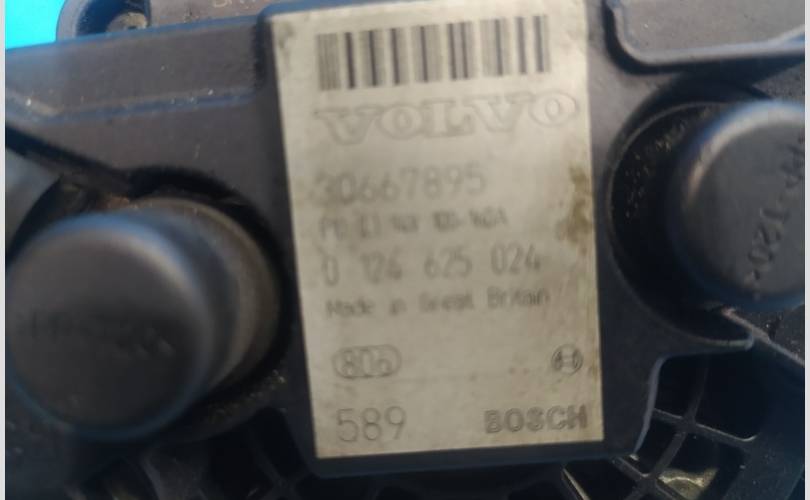 VOLVO
30667895
0 124 625 024
Made in Great Britain
806
589 BOSCH